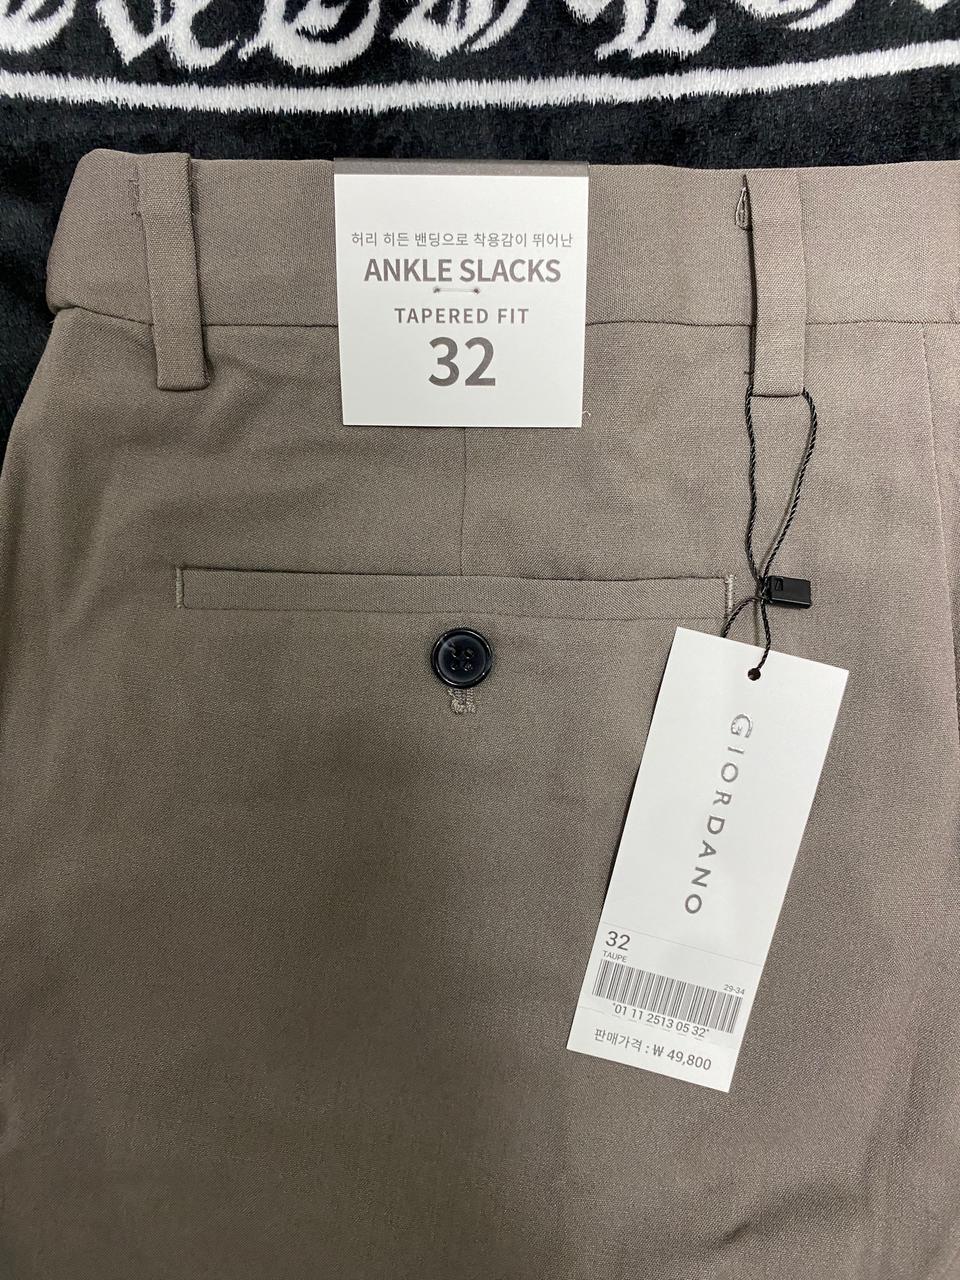 허리 히든 밴딩으로 착용감이 뛰어난
ANKLE SLACKS
TAPERED FIT
32
GIORDANO
32
TAUPE
29-34
*01 11 2513 05 32*
판매가격 : ₩ 49,800